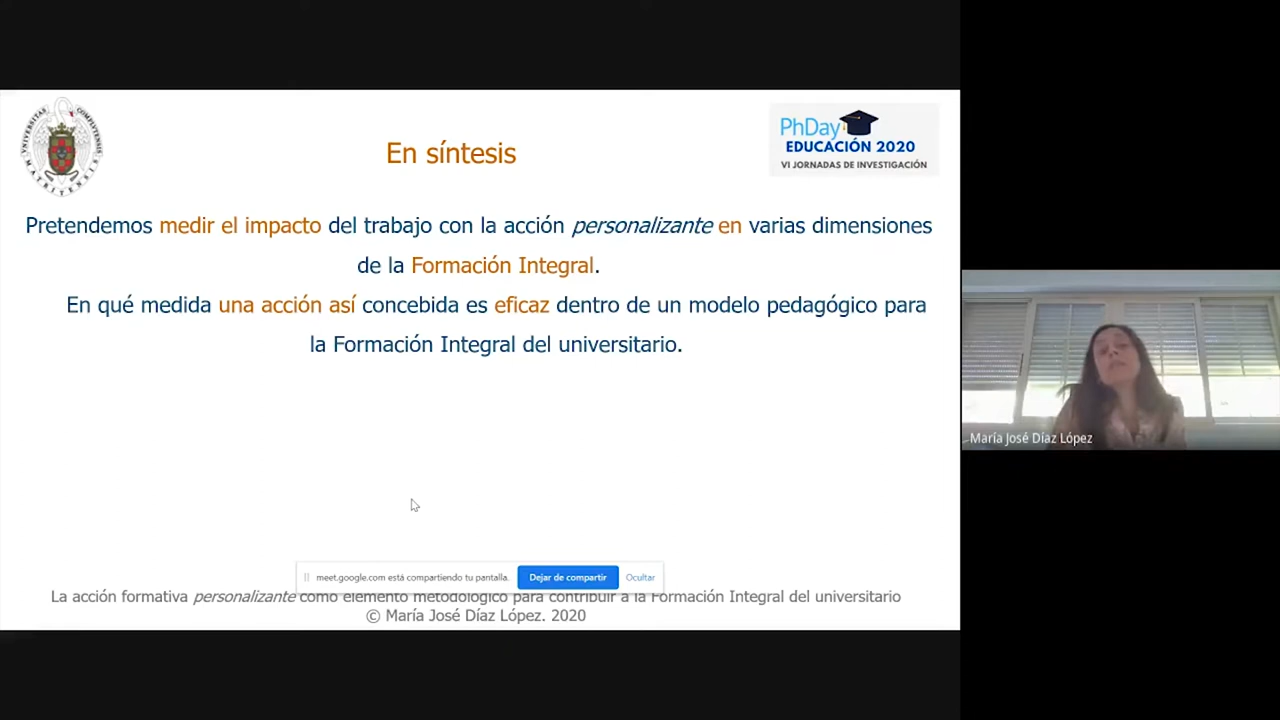 UNIVERSITAS COMPLUTENSIS
MATRITENSIS
PhDay
EDUCACIÓN 2020
VI JORNADAS DE INVESTIGACIÓN
En síntesis
Pretendemos medir el impacto del trabajo con la acción personalizante en varias dimensiones
de la Formación Integral.
En qué medida una acción así concebida es eficaz dentro de un modelo pedagógico para
la Formación Integral del universitario.
María José Díaz López
meet.google.com está compartiendo tu pantalla.
Dejar de compartir
Ocultar
La acción formativa personalizante como elemento metodológico para contribuir a la Formación Integral del universitario
© María José Díaz López. 2020